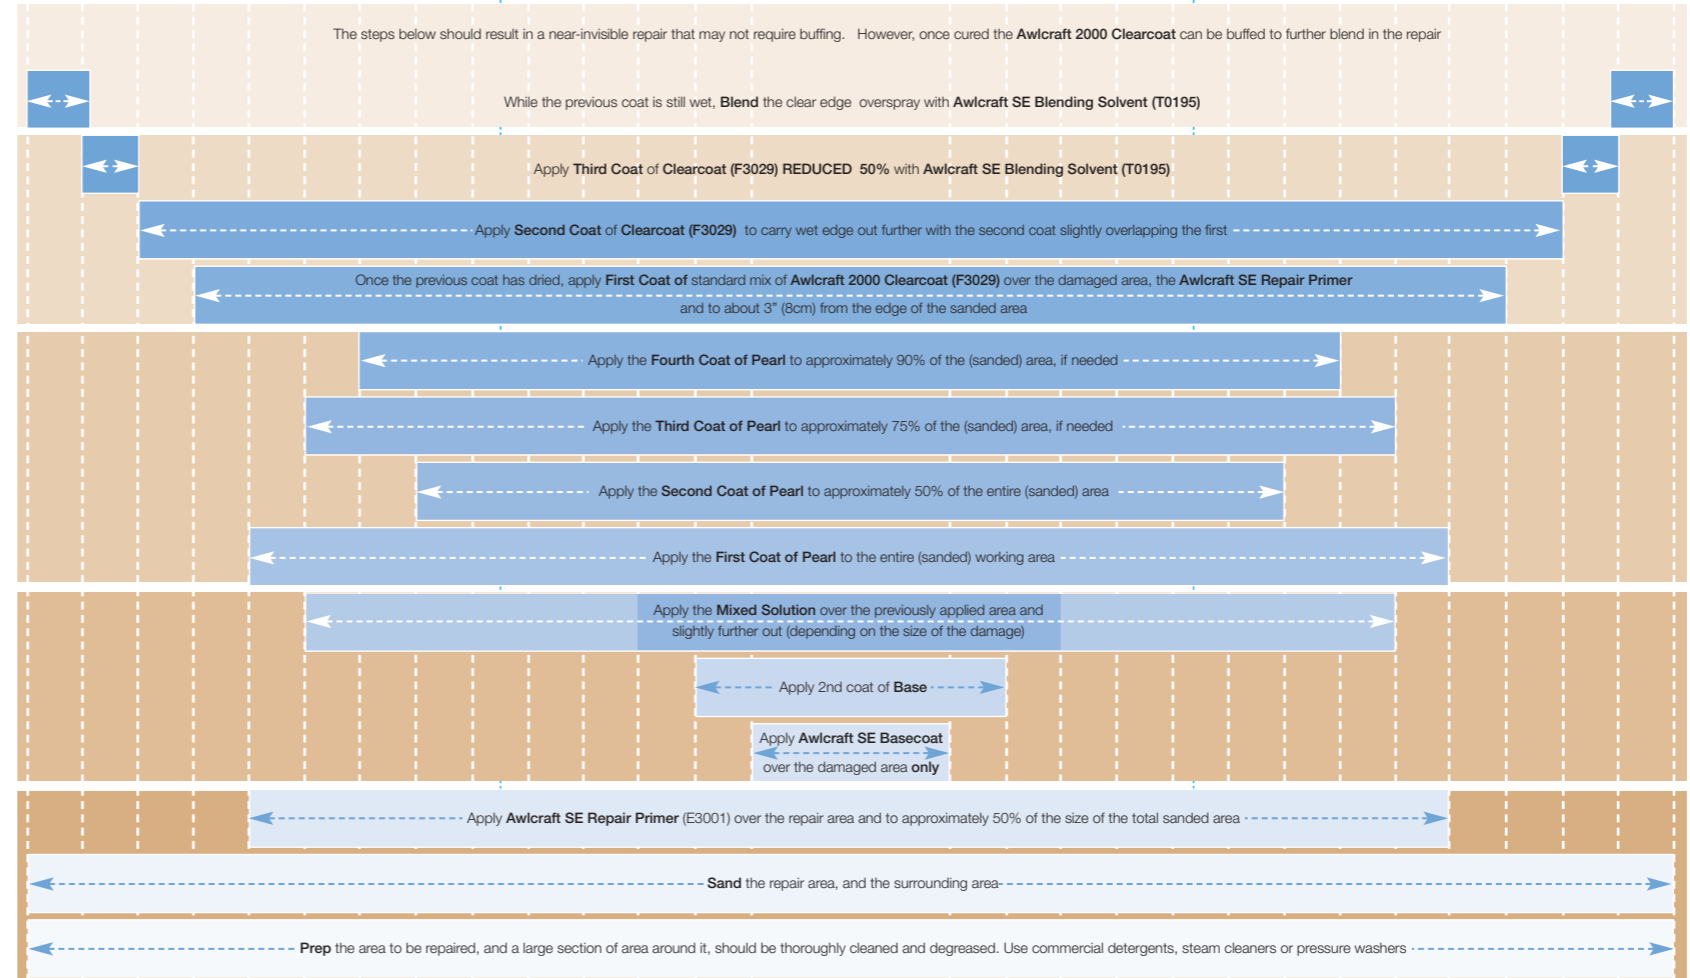 The steps below should result in a near-invisible repair that may not require buffing. However, once cured the Awlcraft 2000 Clearcoat can be buffed to further blend in the repair
While the previous coat is still wet, Blend the clear edge overspray with Awlcraft SE Blending Solvent (T0195)
Apply Third Coat of Clearcoat (F3029) REDUCED 50% with Awlcraft SE Blending Solvent (T0195)
Apply Second Coat of Clearcoat (F3029) to carry wet edge out further with the second coat slightly overlapping the first
Once the previous coat has dried, apply First Coat of standard mix of Awlcraft 2000 Clearcoat (F3029) over the damaged area, the Awlcraft SE Repair Primer
and to about 3” (8cm) from the edge of the sanded area
Apply the Fourth Coat of Pearl to approximately 90% of the (sanded) area, if needed
Apply the Third Coat of Pearl to approximately 75% of the (sanded) area, if needed
Apply the Second Coat of Pearl to approximately 50% of the entire (sanded) area
Apply the First Coat of Pearl to the entire (sanded) working area
Apply the Mixed Solution over the previously applied area and
slightly further out (depending on the size of the damage)
Apply 2nd coat of Base
Apply Awlcraft SE Basecoat
over the damaged area only
Apply Awlcraft SE Repair Primer (E3001) over the repair area and to approximately 50% of the size of the total sanded area
Sand the repair area, and the surrounding area
Prep the area to be repaired, and a large section of area around it, should be thoroughly cleaned and degreased. Use commercial detergents, steam cleaners or pressure washers